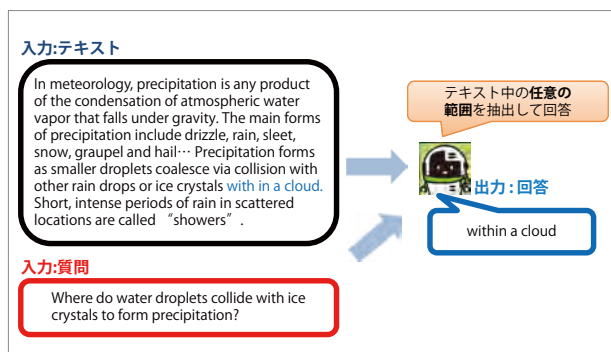 入力:テキスト
In meteorology, precipitation is any product
of the condensation of atmospheric water
vapor that falls under gravity. The main forms
of precipitation include drizzle, rain, sleet,
snow, graupel and hail… Precipitation forms
as smaller droplets coalesce via collision with
other rain drops or ice crystals with in a cloud.
Short, intense periods of rain in scattered
locations are called “showers”.
入力:質問
Where do water droplets collide with ice
crystals to form precipitation?
テキスト中の任意の
範囲を抽出して回答
出力：回答
within a cloud